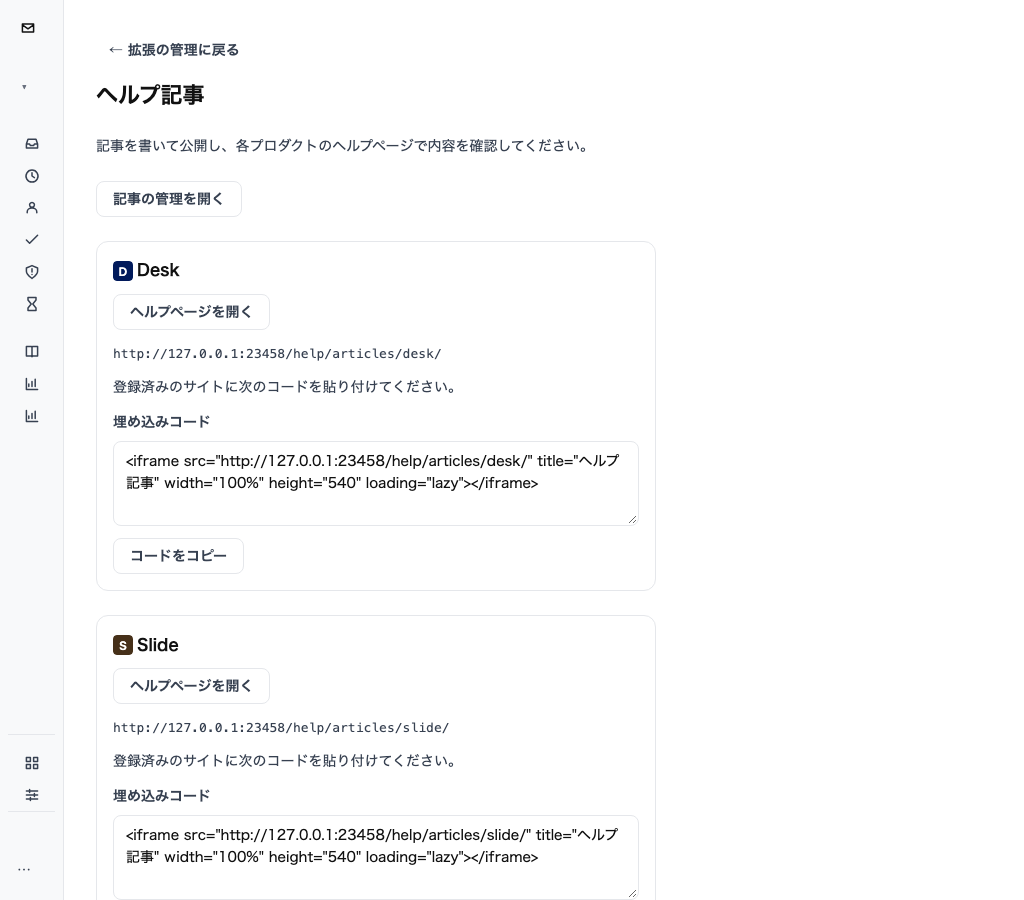 ← 拡張の管理に戻る
ヘルプ記事
記事を書いて公開し、各プロダクトのヘルプページで内容を確認してください。
記事の管理を開く
D Desk
ヘルプページを開く
http://127.0.0.1:23458/help/articles/desk/
登録済みのサイトに次のコードを貼り付けてください。
埋め込みコード
<iframe src="http://127.0.0.1:23458/help/articles/desk/" title="ヘルプ
記事" width="100%" height="540" loading="lazy"></iframe>
コードをコピー
S Slide
ヘルプページを開く
http://127.0.0.1:23458/help/articles/slide/
登録済みのサイトに次のコードを貼り付けてください。
埋め込みコード
<iframe src="http://127.0.0.1:23458/help/articles/slide/" title="ヘルプ
記事" width="100%" height="540" loading="lazy"></iframe>